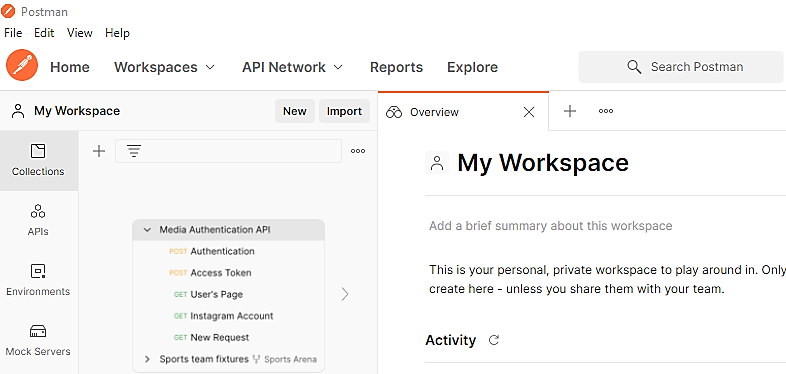 Postman
File Edit View Help
Home Workspaces API Network Reports Explore Search Postman
My Workspace New Import Overview
Collections
APIs
Environments
Mock Servers
Media Authentication API
POST Authentication
POST Access Token
GET User's Page
GET Instagram Account
GET New Request
Sports team fixtures Sports Arena
My Workspace
Add a brief summary about this workspace
This is your personal, private workspace to play around in. Only
create here - unless you share them with your team.
Activity